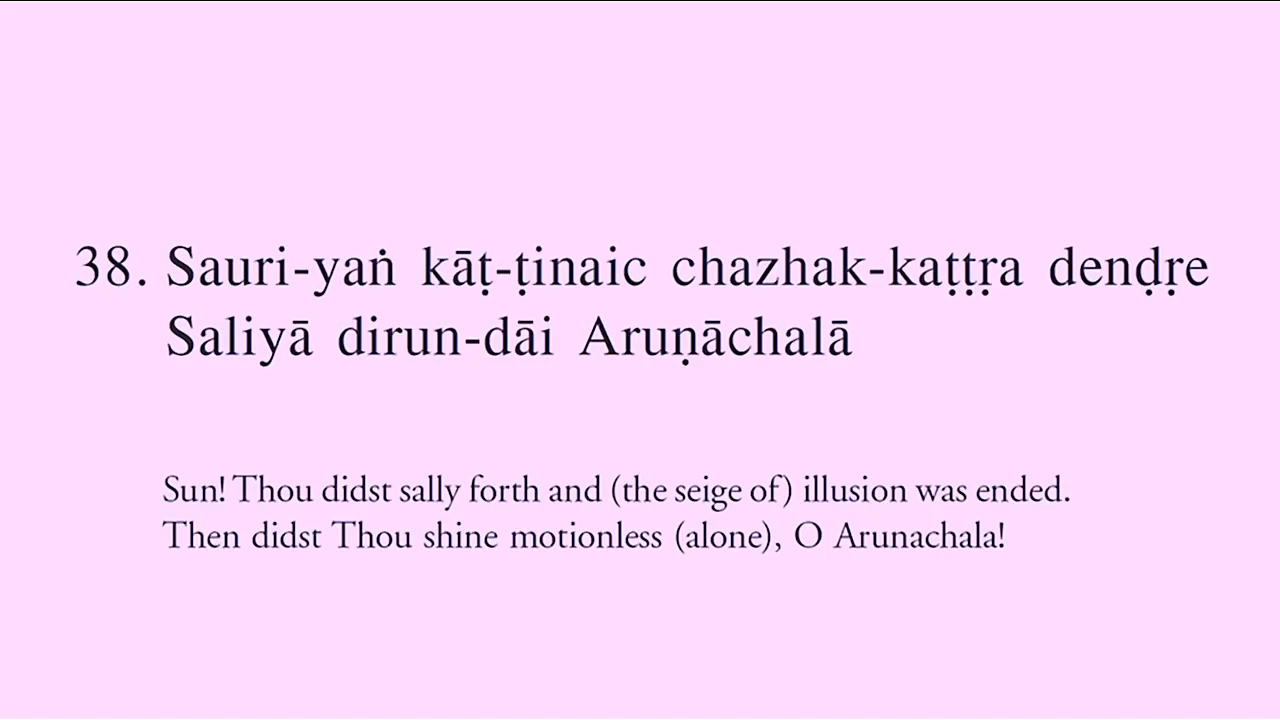 38. Sauri-yaṅ kāṭ-ṭinaic chazhak-kaṭṭṛa denḍṛe
Saliyā dirun-dāi Aruṇāchalā
Sun! Thou didst sally forth and (the seige of) illusion was ended.
Then didst Thou shine motionless (alone), O Arunachala!